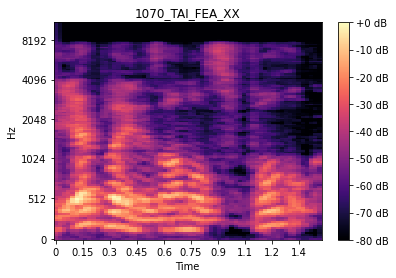 1070_TAI_FEA_XX
+0 dB
8192
-10 dB
4096
-20 dB
-30 dB
2048
Hz
-40 dB
1024
-50 dB
512
-60 dB
-70 dB
0
-80 dB
0 0.15 0.3 0.45 0.6 0.75 0.9 1.1 1.2 1.4
Time